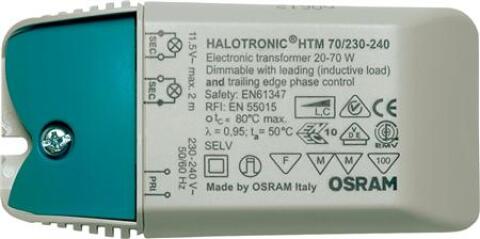 HALOTRONIC® HTM 70/230-240
Electronic transformer 20-70 W
Dimmable with leading (inductive load)
and trailing edge phase control
Safety: EN61347
RFI: EN 55015
tc = 80°C max.
λ = 0,95; ta = 50°C
SELV
L,C
10
EMV
F M M 100
Made by OSRAM Italy
OSRAM
SEC
SEC
11.5V~ max. 2 m
PRI
230-240 V~
50/60 Hz